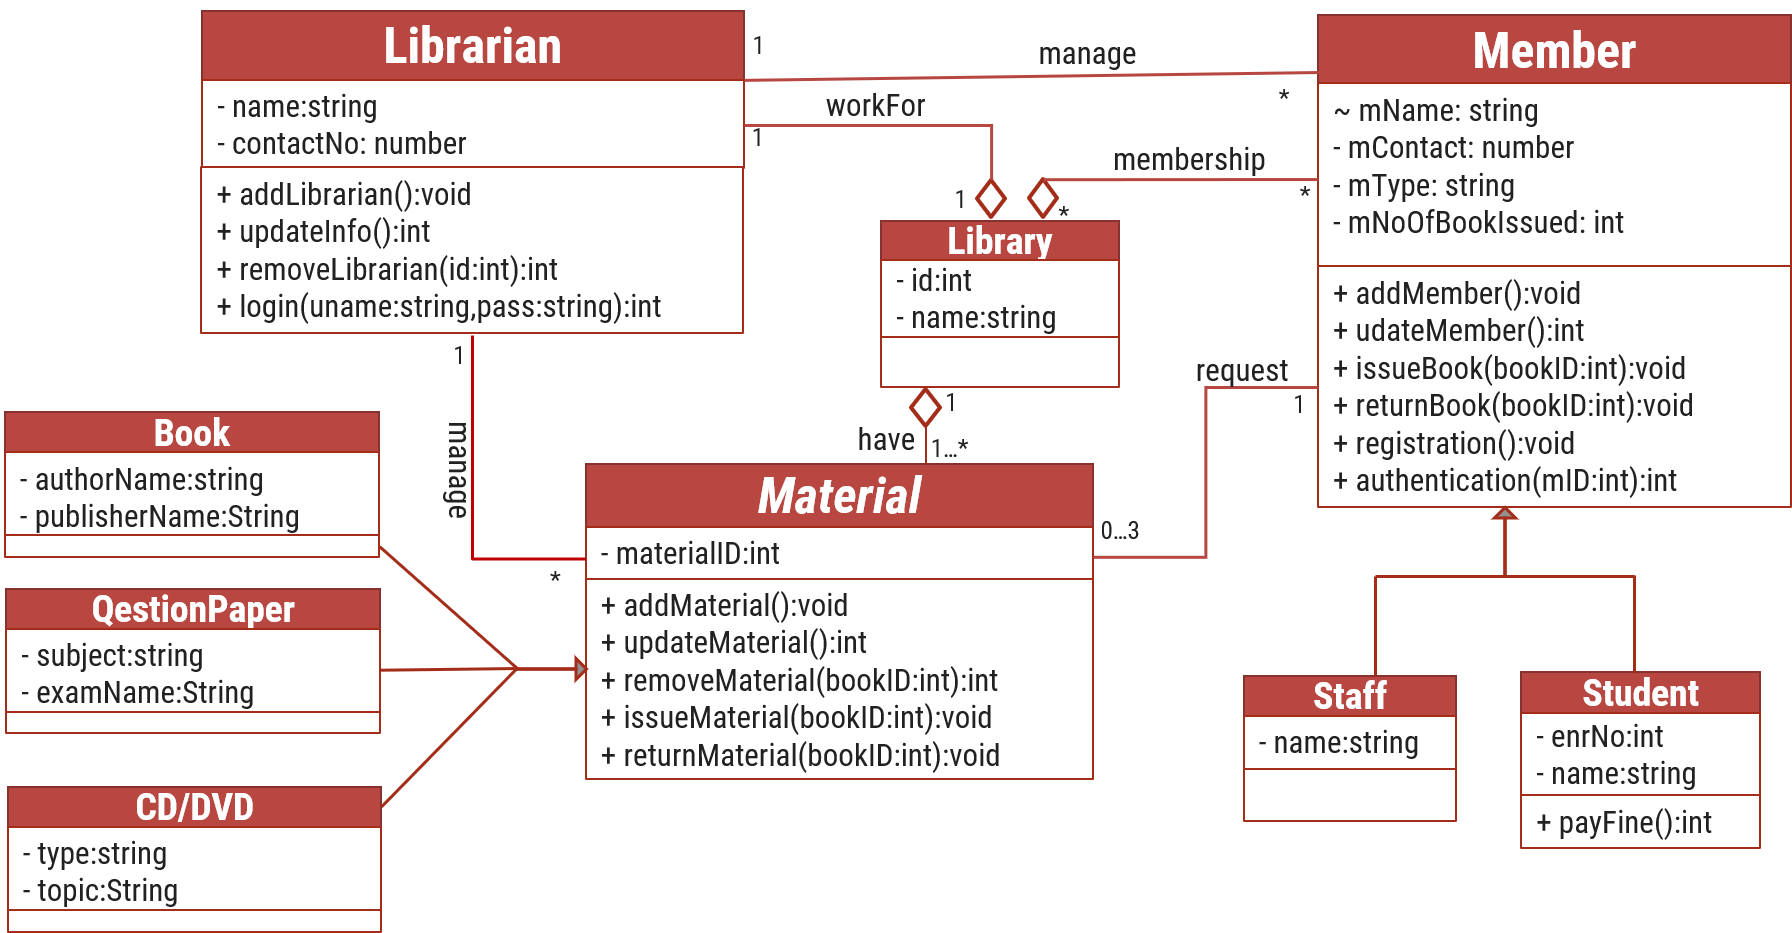 Librarian
- name:string
- contactNo: number
+ addLibrarian():void
+ updateInfo():int
+ removeLibrarian(id:int):int
+ login(uname:string,pass:string):int
1
manage
*
workFor
1
1
membership
*
*
Member
~ mName: string
- mContact: number
- mType: string
- mNoOfBookIssued: int
+ addMember():void
+ udateMember():int
+ issueBook(bookID:int):void
+ returnBook(bookID:int):void
+ registration():void
+ authentication(mID:int):int
Library
- id:int
- name:string
1
have
1...*
request
1
0...3
1
manage
*
Book
- authorName:string
- publisherName:String
QestionPaper
- subject:string
- examName:String
CD/DVD
- type:string
- topic:String
Material
- materialID:int
+ addMaterial():void
+ updateMaterial():int
+ removeMaterial(bookID:int):int
+ issueMaterial(bookID:int):void
+ returnMaterial(bookID:int):void
Staff
- name:string
Student
- enrNo:int
- name:string
+ payFine():int